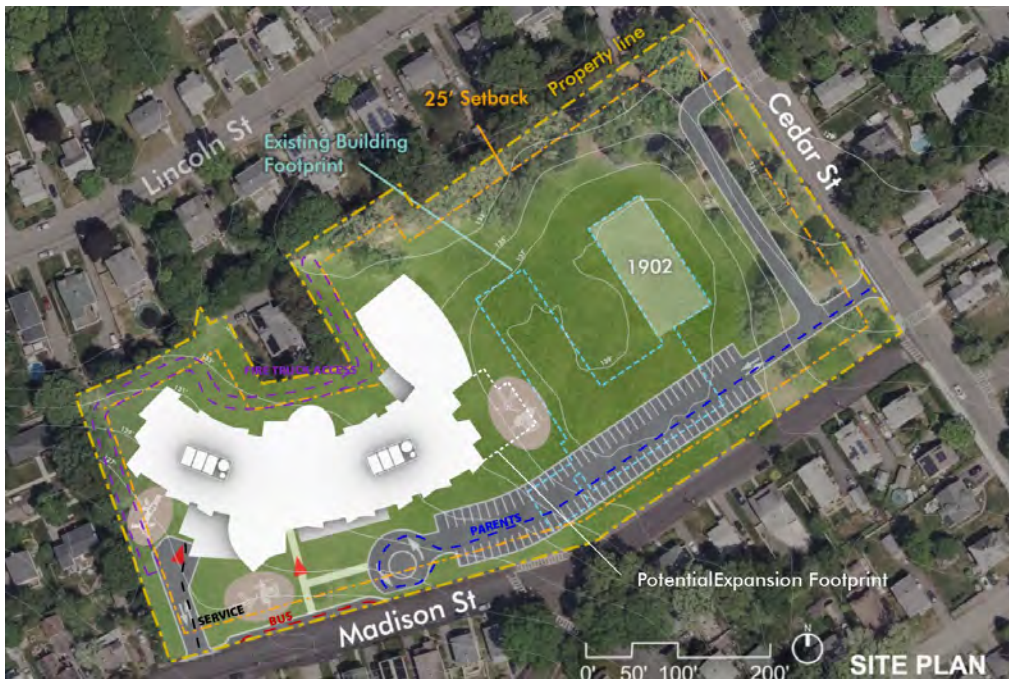 Property line
25' Setback
Existing Building
Footprint
Lincoln St
Cedar St
1902
FIRE TRUCK ACCESS
PARENTS
SERVICE
BUS
Madison St
PotentialExpansion Footprint
N
0' 50' 100' 200'
SITE PLAN